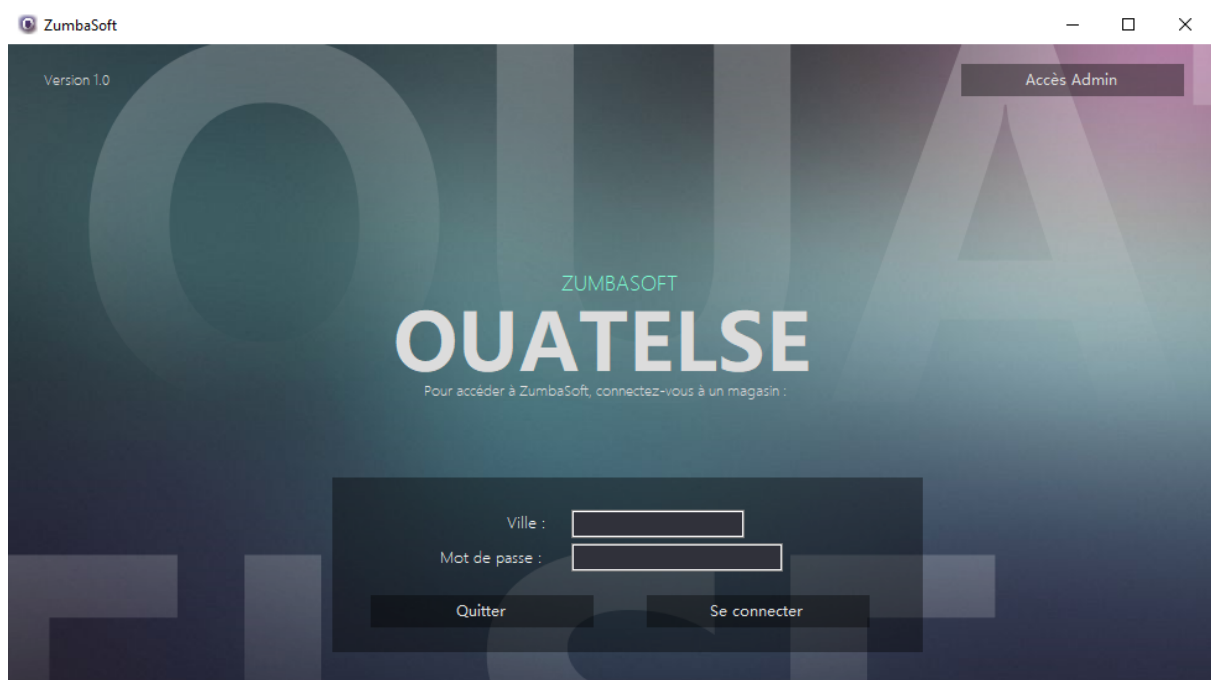 ZumbaSoft
Version 1.0
Accès Admin
OUAT
ZUMBASOFT
OUATELSE
Pour accéder à ZumbaSoft, connectez-vous à un magasin :
Ville :
Mot de passe :
Quitter
Se connecter